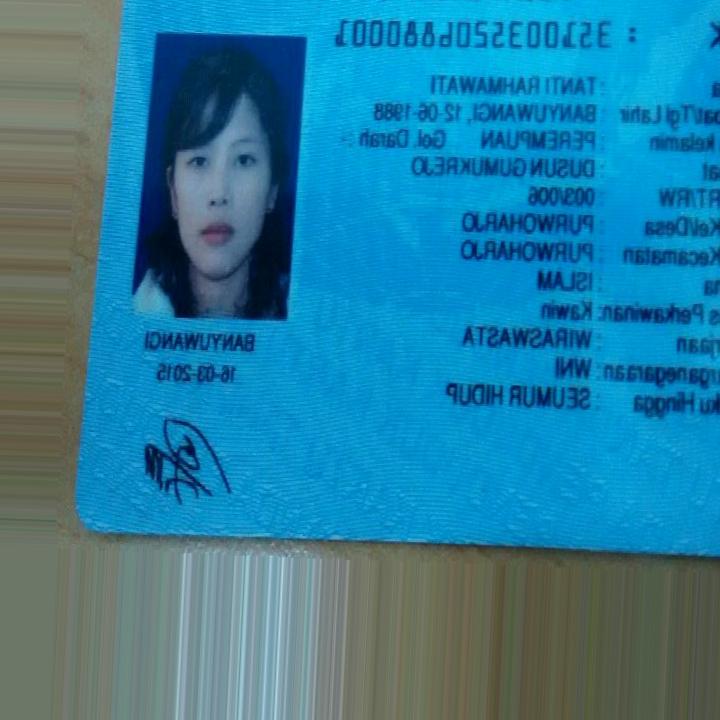 K : 3510035206880001
a : TANTI RAHMAWATI
pat/Tgl Lahir : BANYUWANGI, 12-06-1988
kelamin : PEREMPUAN Gol. Darah : -
at : DUSUN GUMUKREJO
RT/RW : 003/006
Kel/Desa : PURWOHARJO
Kecamatan : PURWOHARJO
ma : ISLAM
s Perkawinan: Kawin
rjaan : WIRASWASTA
rganegaraan: WNI
ku Hingga : SEUMUR HIDUP
BANYUWANGI
16-03-2015